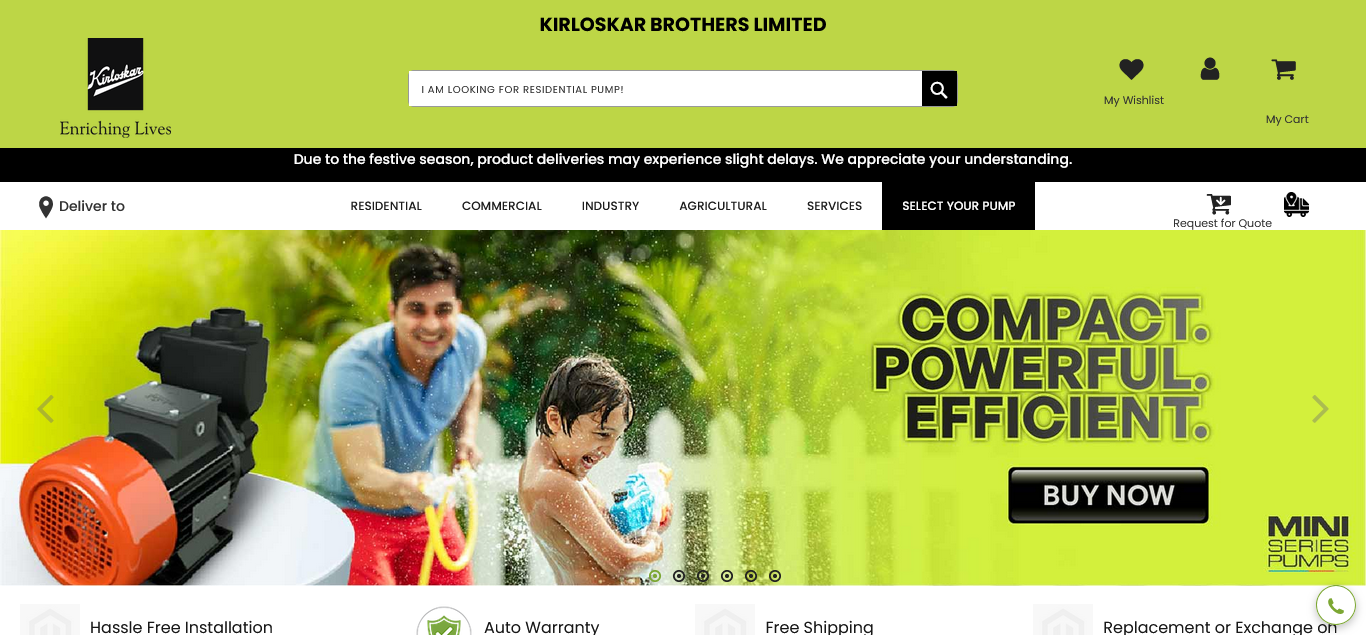 KIRLOSKAR BROTHERS LIMITED
Kirloskar
Enriching Lives
I AM LOOKING FOR RESIDENTIAL PUMP!
My Wishlist
My Cart
Due to the festive season, product deliveries may experience slight delays. We appreciate your understanding.
Deliver to
RESIDENTIAL
COMMERCIAL
INDUSTRY
AGRICULTURAL
SERVICES
SELECT YOUR PUMP
Request for Quote
COMPACT.
POWERFUL.
EFFICIENT.
BUY NOW
MINI
SERIES
PUMPS
Hassle Free Installation
Auto Warranty
Free Shipping
Replacement or Exchange on